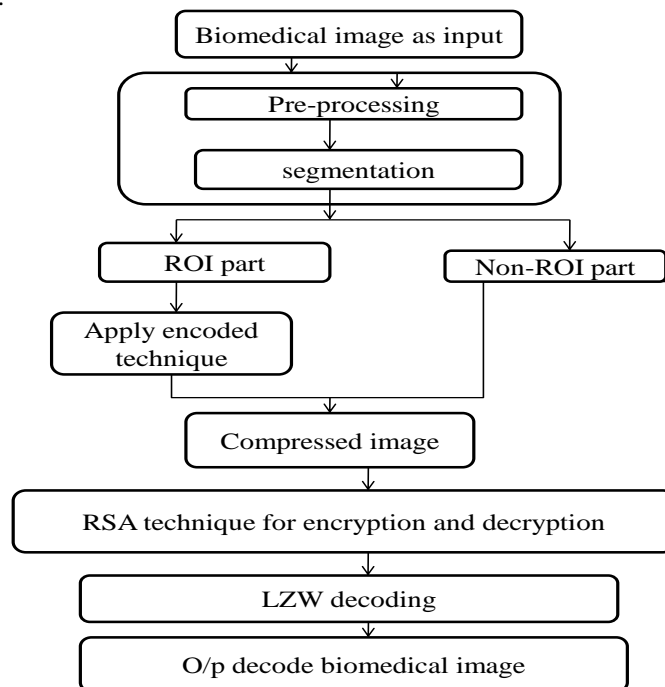 Biomedical image as input
Pre-processing
segmentation
ROI part
Non-ROI part
Apply encoded
technique
Compressed image
RSA technique for encryption and decryption
LZW decoding
O/p decode biomedical image